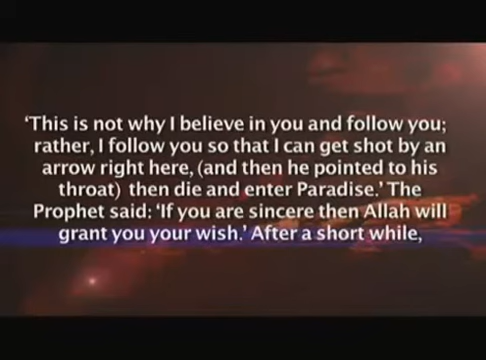 ‘This is not why I believe in you and follow you;
rather, I follow you so that I can get shot by an
arrow right here, (and then he pointed to his
throat) then die and enter Paradise.’ The
Prophet said: ‘If you are sincere then Allah will
grant you your wish.’ After a short while,